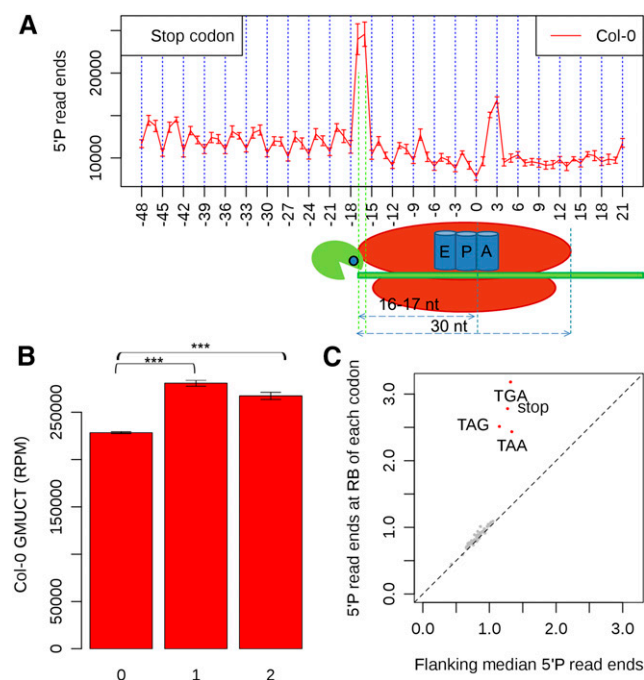 A
Stop codon
Col-0
5'P read ends
10000
20000
-48 -45 -42 -39 -36 -33 -30 -27 -24 -21 -18 -15 -12 -9 -6 -3 0 3 6 9 12 15 18 21
E P A
16-17 nt
30 nt
B
***
***
Col-0 GMUCT (RPM)
0 50000 150000 250000
0 1 2
C
5'P read ends at RB of each codon
0.0 1.0 2.0 3.0
TGA
stop
TAG
TAA
0.0 1.0 2.0 3.0
Flanking median 5'P read ends